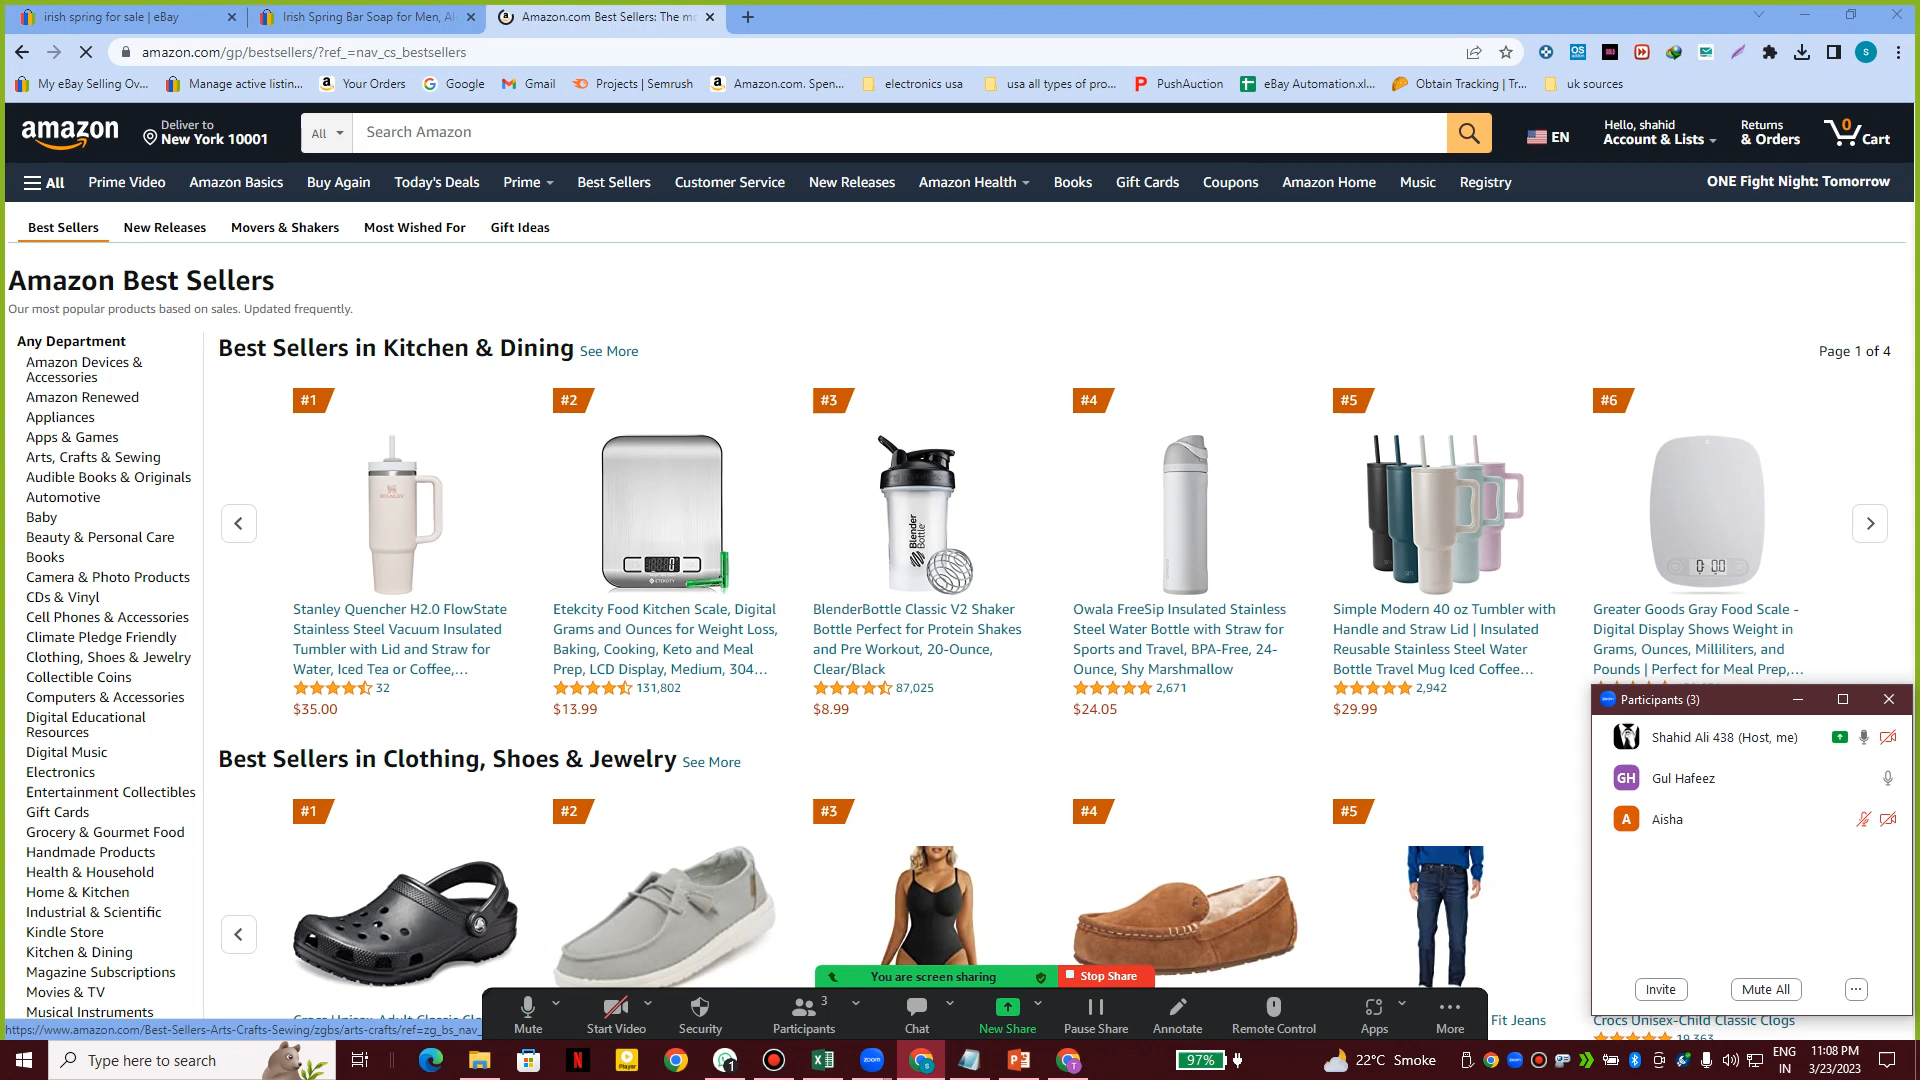 irish spring for sale | eBay
Irish Spring Bar Soap for Men, Al
Amazon.com Best Sellers: The mo
amazon.com/gp/bestsellers/?ref_=nav_cs_bestsellers
My eBay Selling Ov...
Manage active listin...
Your Orders
Google
Gmail
Projects | Semrush
Amazon.com. Spen...
electronics usa
usa all types of pro...
PushAuction
eBay Automation.xl...
Obtain Tracking | Tr...
uk sources
amazon
Deliver to
New York 10001
All
Search Amazon
EN
Hello, shahid
Account & Lists
Returns
& Orders
0
Cart
All
Prime Video
Amazon Basics
Buy Again
Today's Deals
Prime
Best Sellers
Customer Service
New Releases
Amazon Health
Books
Gift Cards
Coupons
Amazon Home
Music
Registry
ONE Fight Night: Tomorrow
Best Sellers
New Releases
Movers & Shakers
Most Wished For
Gift Ideas
Amazon Best Sellers
Our most popular products based on sales. Updated frequently.
Any Department
Amazon Devices &
Accessories
Amazon Renewed
Appliances
Apps & Games
Arts, Crafts & Sewing
Audible Books & Originals
Automotive
Baby
Beauty & Personal Care
Books
Camera & Photo Products
CDs & Vinyl
Cell Phones & Accessories
Climate Pledge Friendly
Clothing, Shoes & Jewelry
Collectible Coins
Computers & Accessories
Digital Educational
Resources
Digital Music
Electronics
Entertainment Collectibles
Gift Cards
Grocery & Gourmet Food
Handmade Products
Health & Household
Home & Kitchen
Industrial & Scientific
Kindle Store
Kitchen & Dining
Magazine Subscriptions
Movies & TV
Musical Instruments
Best Sellers in Kitchen & Dining See More
Page 1 of 4
#1
Stanley Quencher H2.0 FlowState
Stainless Steel Vacuum Insulated
Tumbler with Lid and Straw for
Water, Iced Tea or Coffee,...
32
$35.00
#2
Etekcity Food Kitchen Scale, Digital
Grams and Ounces for Weight Loss,
Baking, Cooking, Keto and Meal
Prep, LCD Display, Medium, 304...
131,802
$13.99
#3
Blender
Bottle
BlenderBottle Classic V2 Shaker
Bottle Perfect for Protein Shakes
and Pre Workout, 20-Ounce,
Clear/Black
87,025
$8.99
#4
Owala FreeSip Insulated Stainless
Steel Water Bottle with Straw for
Sports and Travel, BPA-Free, 24-
Ounce, Shy Marshmallow
2,671
$24.05
#5
Simple Modern 40 oz Tumbler with
Handle and Straw Lid | Insulated
Reusable Stainless Steel Water
Bottle Travel Mug Iced Coffee...
2,942
$29.99
#6
Greater Goods Gray Food Scale -
Digital Display Shows Weight in
Grams, Ounces, Milliliters, and
Pounds | Perfect for Meal Prep,...
Best Sellers in Clothing, Shoes & Jewelry See More
#1
#2
#3
#4
#5
Fit Jeans
Crocs Unisex-Child Classic Clogs
19,363
https://www.amazon.com/Best-Sellers-Arts-Crafts-Sewing/zgbs/arts-crafts/ref=zg_bs_nav_
Participants (3)
Shahid Ali 438 (Host, me)
GH
Gul Hafeez
A
Aisha
Invite
Mute All
...
You are screen sharing
Stop Share
Mute
Start Video
Security
3
Participants
Chat
New Share
Pause Share
Annotate
Remote Control
Apps
More
Type here to search
97%
22°C Smoke
ENG
IN
11:08 PM
3/23/2023